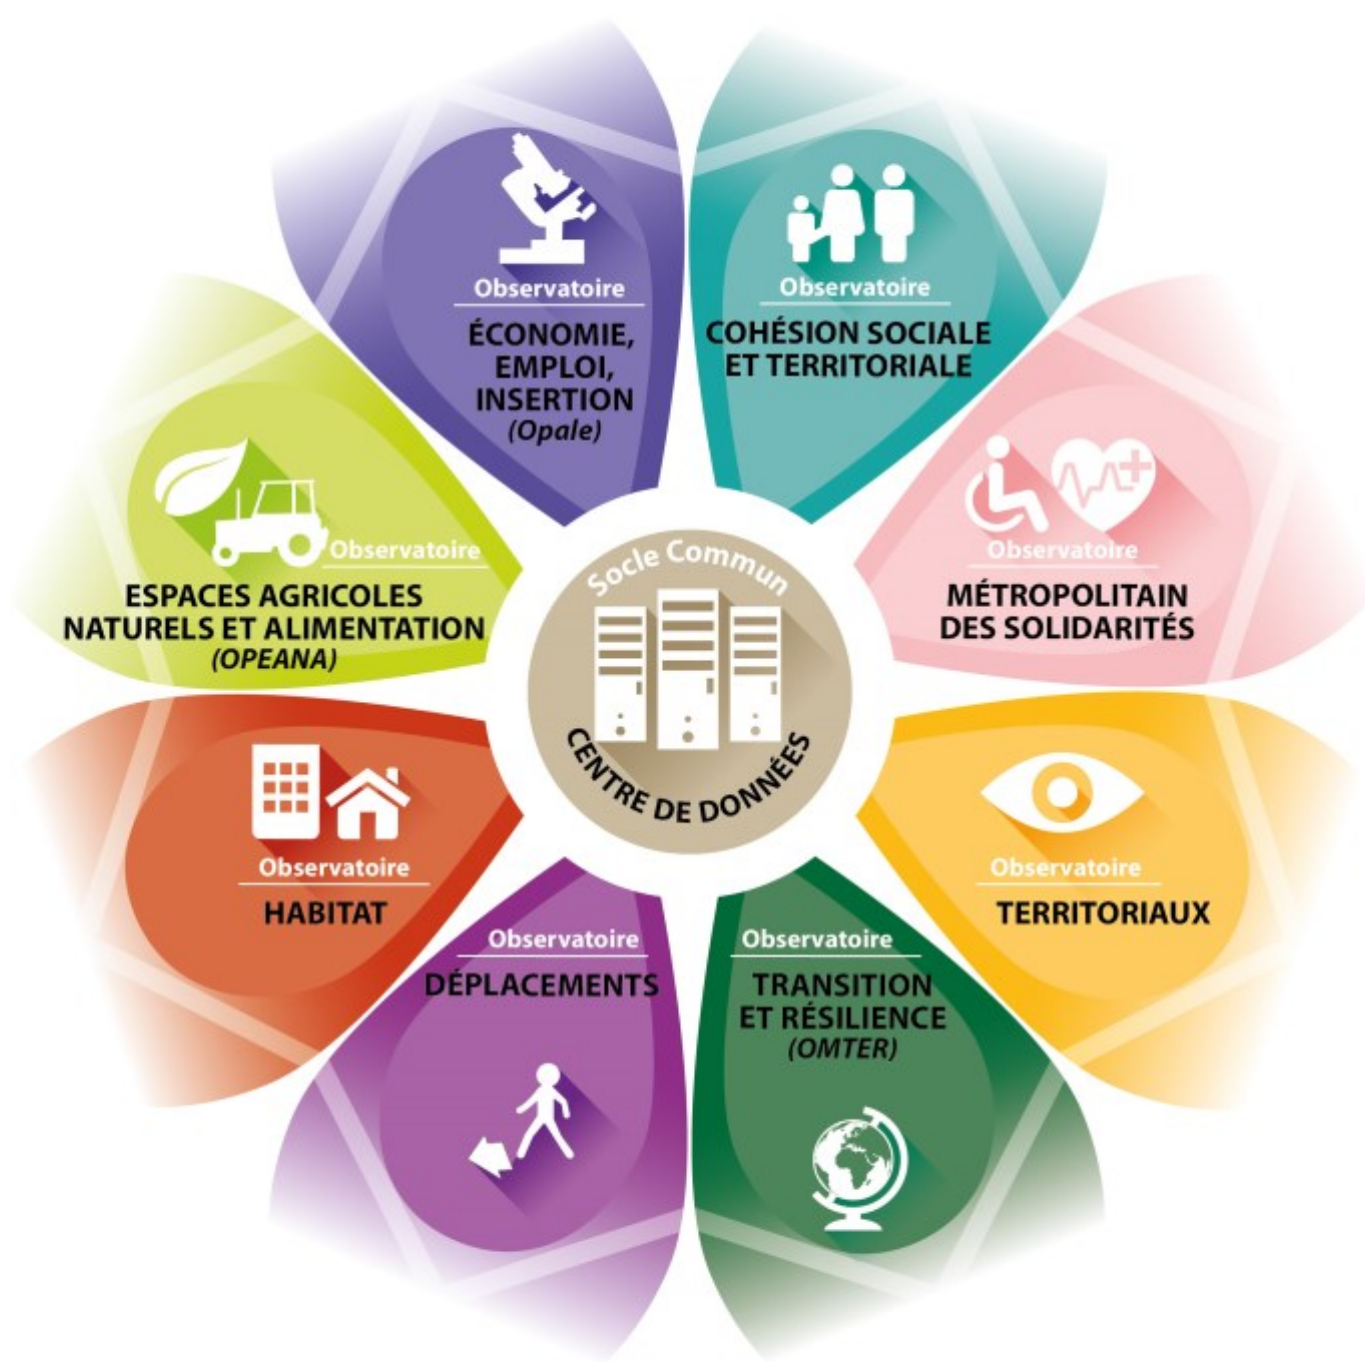 Observatoire
ÉCONOMIE,
EMPLOI,
INSERTION
(Opale)
Observatoire
COHÉSION SOCIALE
ET TERRITORIALE
Observatoire
MÉTROPOLITAIN
DES SOLIDARITÉS
Observatoire
TERRITORIAUX
Observatoire
TRANSITION
ET RÉSILIENCE
(OMTER)
Observatoire
DÉPLACEMENTS
Observatoire
HABITAT
Observatoire
ESPACES AGRICOLES
NATURELS ET ALIMENTATION
(OPEANA)
Socle Commun
CENTRE DE DONNÉES